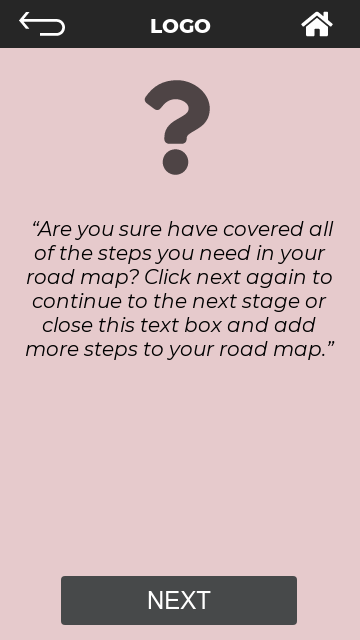 LOGO
?
“Are you sure have covered all
of the steps you need in your
road map? Click next again to
continue to the next stage or
close this text box and add
more steps to your road map.”
NEXT